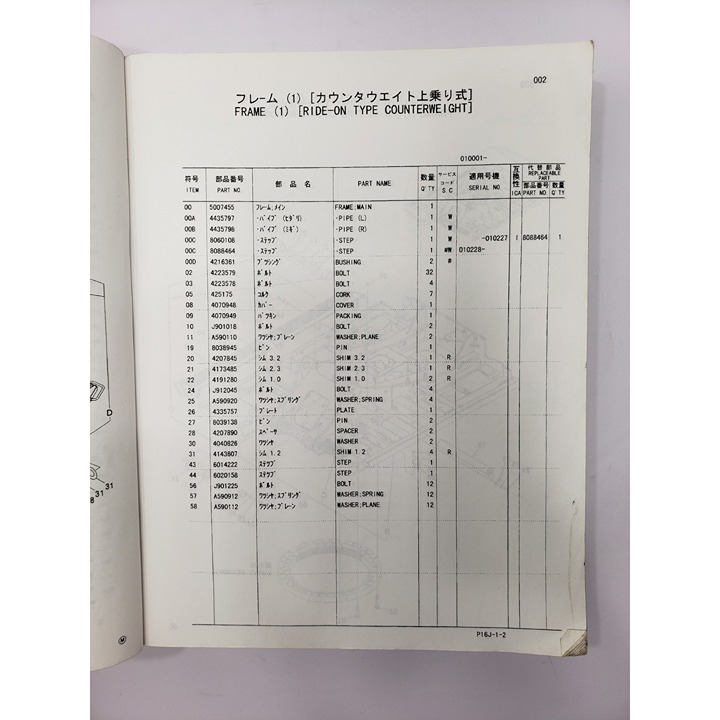 002
フレーム (1) [カウンタウエイト上乗り式]
FRAME (1) [RIDE-ON TYPE COUNTERWEIGHT]
010001-
符号 ITEM 部品番号 PART NO. 部品名 PART NAME 数量 Q'TY サービスコード S.C 適用号機 SERIAL NO 互換性 ICA 代替部品 REPLACEABLE PART 部品番号 PART NO. 数量 Q'TY
00 5007455 フレーム;メイン FRAME;MAIN 1
00A 4435797 ・パイプ (ヒダリ) ・PIPE (L) 1 W
00B 4435798 ・パイプ (ミギ) ・PIPE (R) 1 W
00C 8060108 ・ステップ ・STEP 1 W -010227 I 8088464 1
00C 8088464 ・ステップ ・STEP 1 #W 010228-
00D 4216361 ブッシング BUSHING 2 #
02 4223579 ボルト BOLT 32
03 4223578 ボルト BOLT 4
05 425175 コルク CORK 7
08 4070948 カバー COVER 1
09 4070949 パッキン PACKING 1
10 J901018 ボルト BOLT 2
11 A590110 ワッシャ;プレーン WASHER;PLANE 2
19 8038945 ピン PIN 1
20 4207845 シム 3.2 SHIM 3.2 1 R
21 4173485 シム 2.3 SHIM 2.3 1 R
22 4191280 シム 1.0 SHIM 1.0 2 R
24 J912045 ボルト BOLT 4
25 A590920 ワッシャ;スプリング WASHER;SPRING 4
26 4335757 プレート PLATE 1
27 8039138 ピン PIN 2
28 4207890 スペーサ SPACER 2
30 4040826 ワッシャ WASHER 2
31 4143807 シム 1.2 SHIM 1.2 4 R
43 6014222 ステップ STEP 1
44 6020158 ステップ STEP 1
56 J901225 ボルト BOLT 12
57 A590912 ワッシャ;スプリング WASHER;SPRING 12
58 A590112 ワッシャ;プレーン WASHER;PLANE 12
P16J-1-2
D
31
31
M